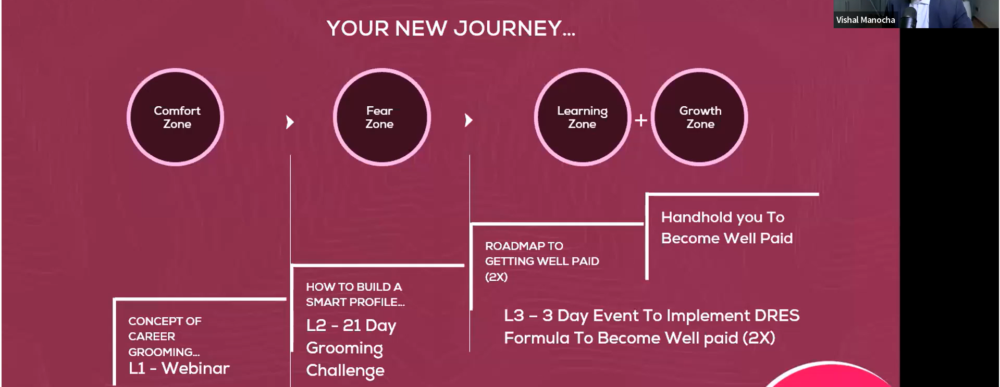 Vishal Manocha
YOUR NEW JOURNEY...
Comfort
Zone
Fear
Zone
Learning
Zone
+
Growth
Zone
CONCEPT OF
CAREER
GROOMING...
L1 - Webinar
HOW TO BUILD A
SMART PROFILE...
L2 - 21 Day
Grooming
Challenge
ROADMAP TO
GETTING WELL PAID
(2X)
Handhold you To
Become Well Paid
L3 – 3 Day Event To Implement DRES
Formula To Become Well paid (2X)